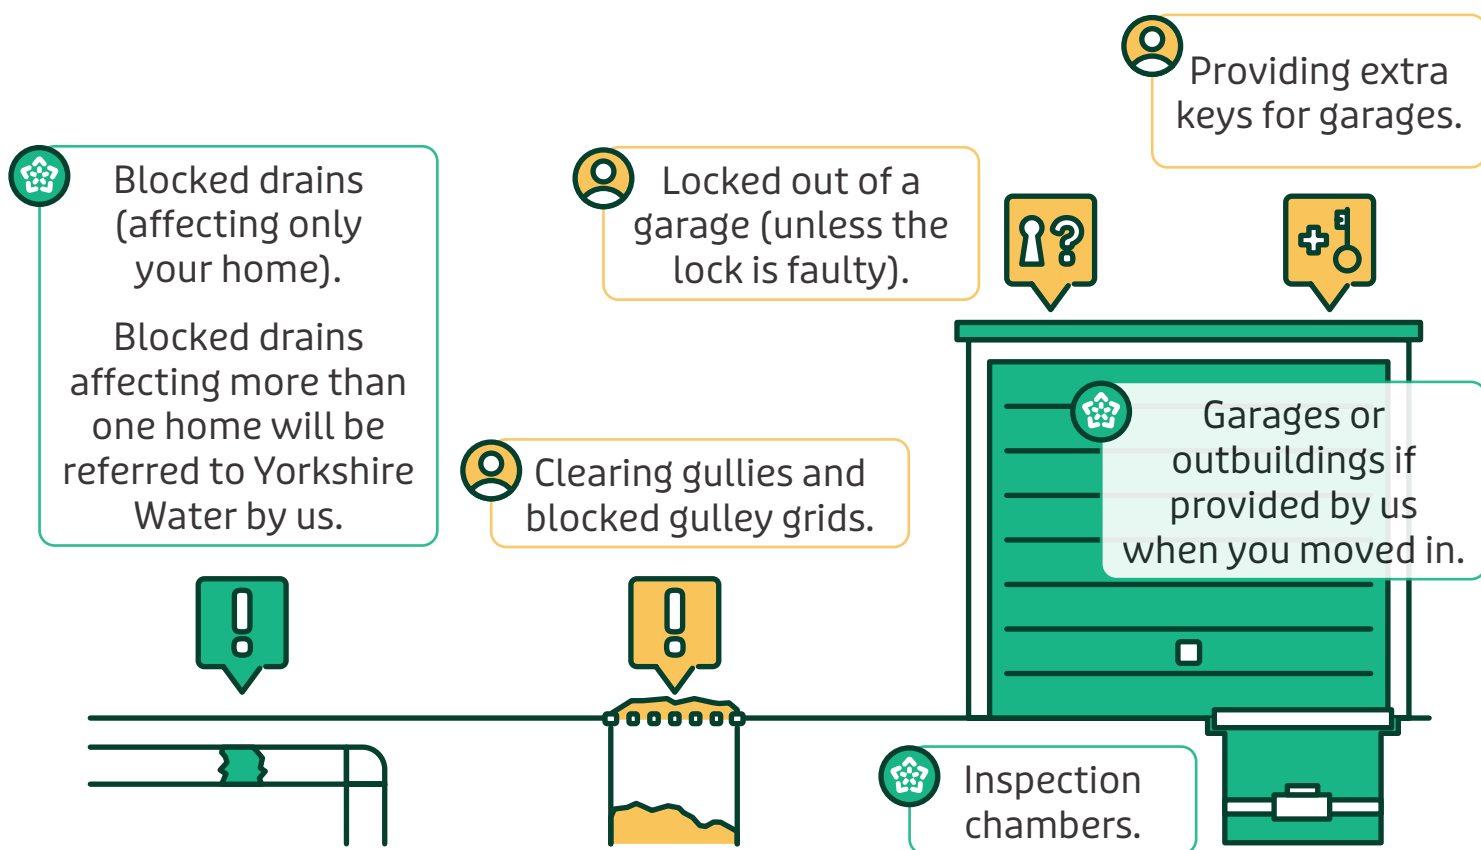 Providing extra
keys for garages.
Blocked drains
(affecting only
your home).
Blocked drains
affecting more than
one home will be
referred to Yorkshire
Water by us.
Locked out of a
garage (unless the
lock is faulty).
Clearing gullies and
blocked gulley grids.
Garages or
outbuildings if
provided by us
when you moved in.
Inspection
chambers.